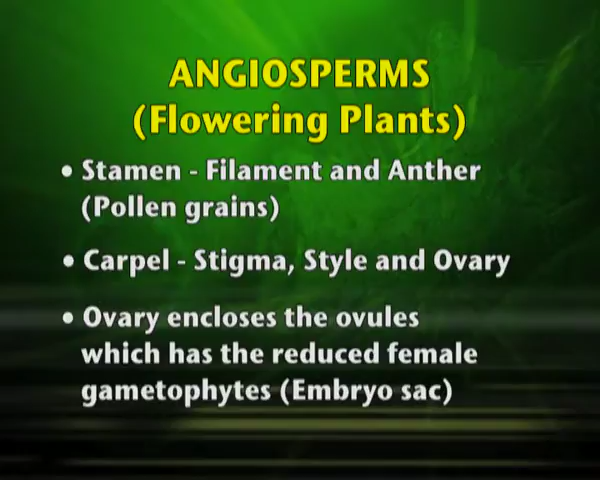 ANGIOSPERMS
(Flowering Plants)
• Stamen - Filament and Anther
(Pollen grains)
• Carpel - Stigma, Style and Ovary
• Ovary encloses the ovules
which has the reduced female
gametophytes (Embryo sac)